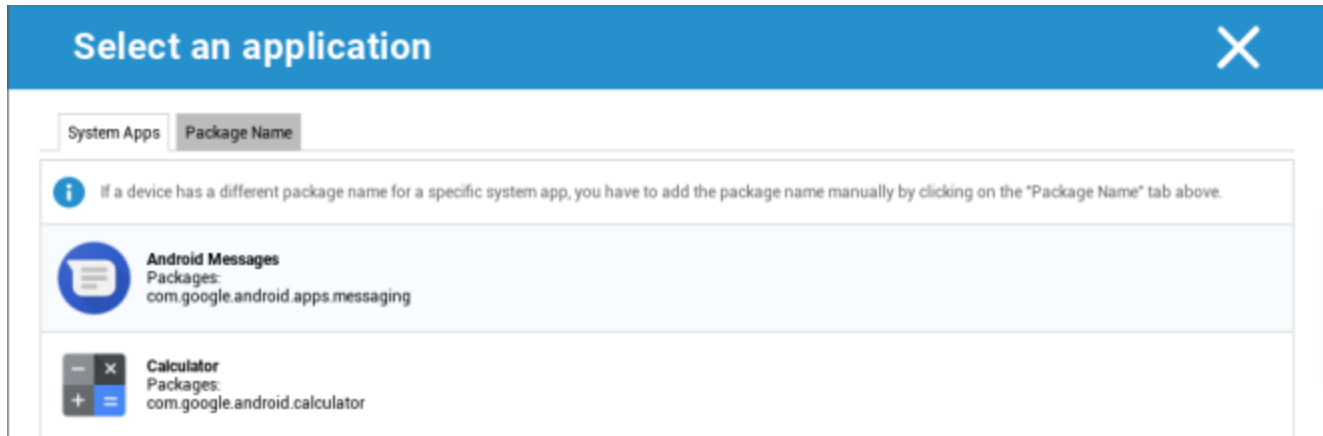 Select an application
System Apps
Package Name
If a device has a different package name for a specific system app, you have to add the package name manually by clicking on the "Package Name" tab above.
Android Messages
Packages:
com.google.android.apps.messaging
Calculator
Packages:
com.google.android.calculator